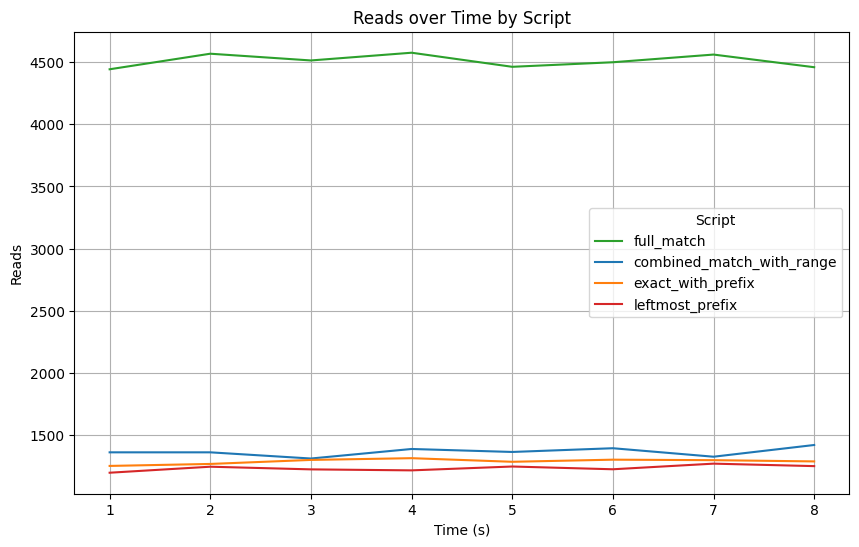 Reads over Time by Script
Reads
4500
4000
3500
3000
2500
2000
1500
Script
full_match
combined_match_with_range
exact_with_prefix
leftmost_prefix
1 2 3 4 5 6 7 8
Time (s)